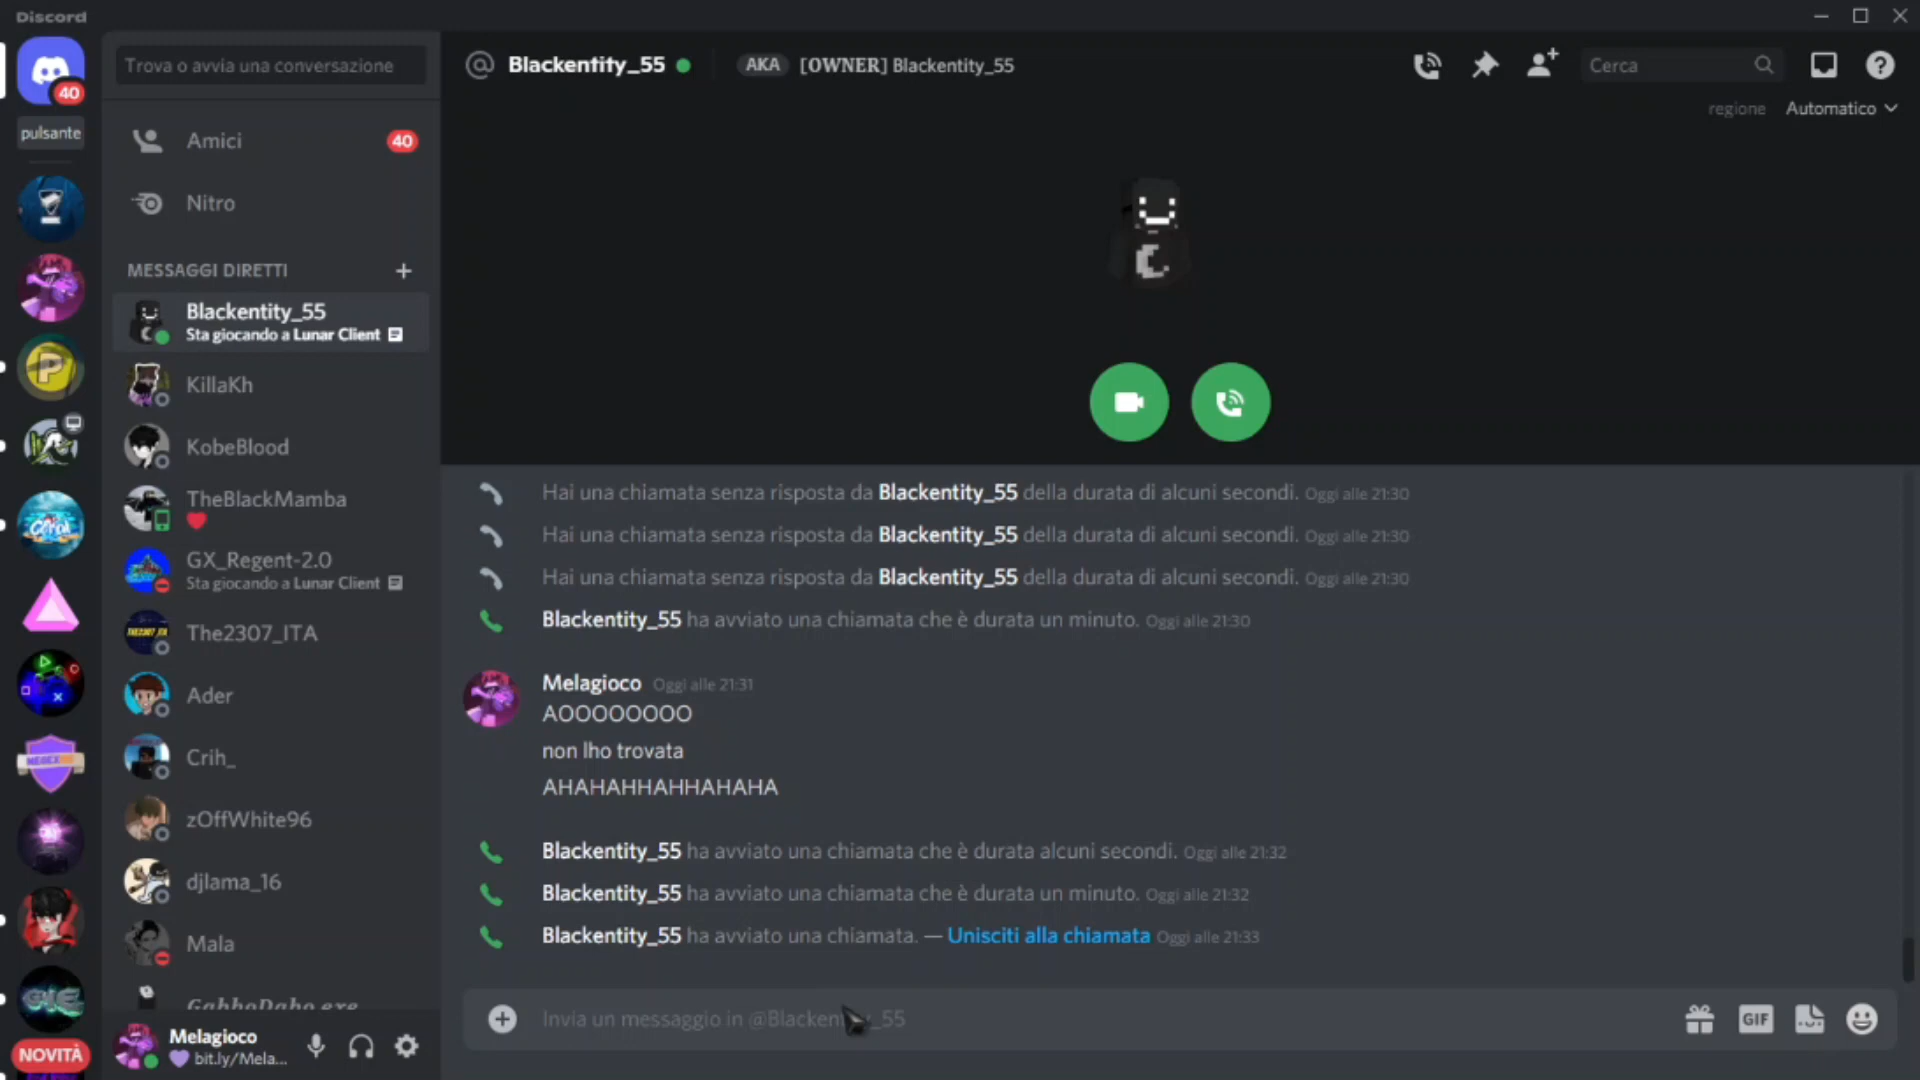 Discord
40
pulsante
NOVITÀ
Trova o avvia una conversazione
Amici
40
Nitro
MESSAGGI DIRETTI
Blackentity_55
Sta giocando a Lunar Client
KillaKh
KobeBlood
TheBlackMamba
GX_Regent-2.0
Sta giocando a Lunar Client
The2307_ITA
Ader
Crih_
zOffWhite96
djlama_16
Mala
Melagioco
bit.ly/Mela...
Blackentity_55
AKA
[OWNER] Blackentity_55
Cerca
regione
Automatico
Hai una chiamata senza risposta da Blackentity_55 della durata di alcuni secondi. Oggi alle 21:30
Hai una chiamata senza risposta da Blackentity_55 della durata di alcuni secondi. Oggi alle 21:30
Hai una chiamata senza risposta da Blackentity_55 della durata di alcuni secondi. Oggi alle 21:30
Blackentity_55 ha avviato una chiamata che è durata un minuto. Oggi alle 21:30
Melagioco Oggi alle 21:31
AOOOOOOOO
non lho trovata
AHAHAHHAHHAHAHA
Blackentity_55 ha avviato una chiamata che è durata alcuni secondi. Oggi alle 21:32
Blackentity_55 ha avviato una chiamata che è durata un minuto. Oggi alle 21:32
Blackentity_55 ha avviato una chiamata. — Unisciti alla chiamata Oggi alle 21:33
Invia un messaggio in @Blackentity_55
GIF